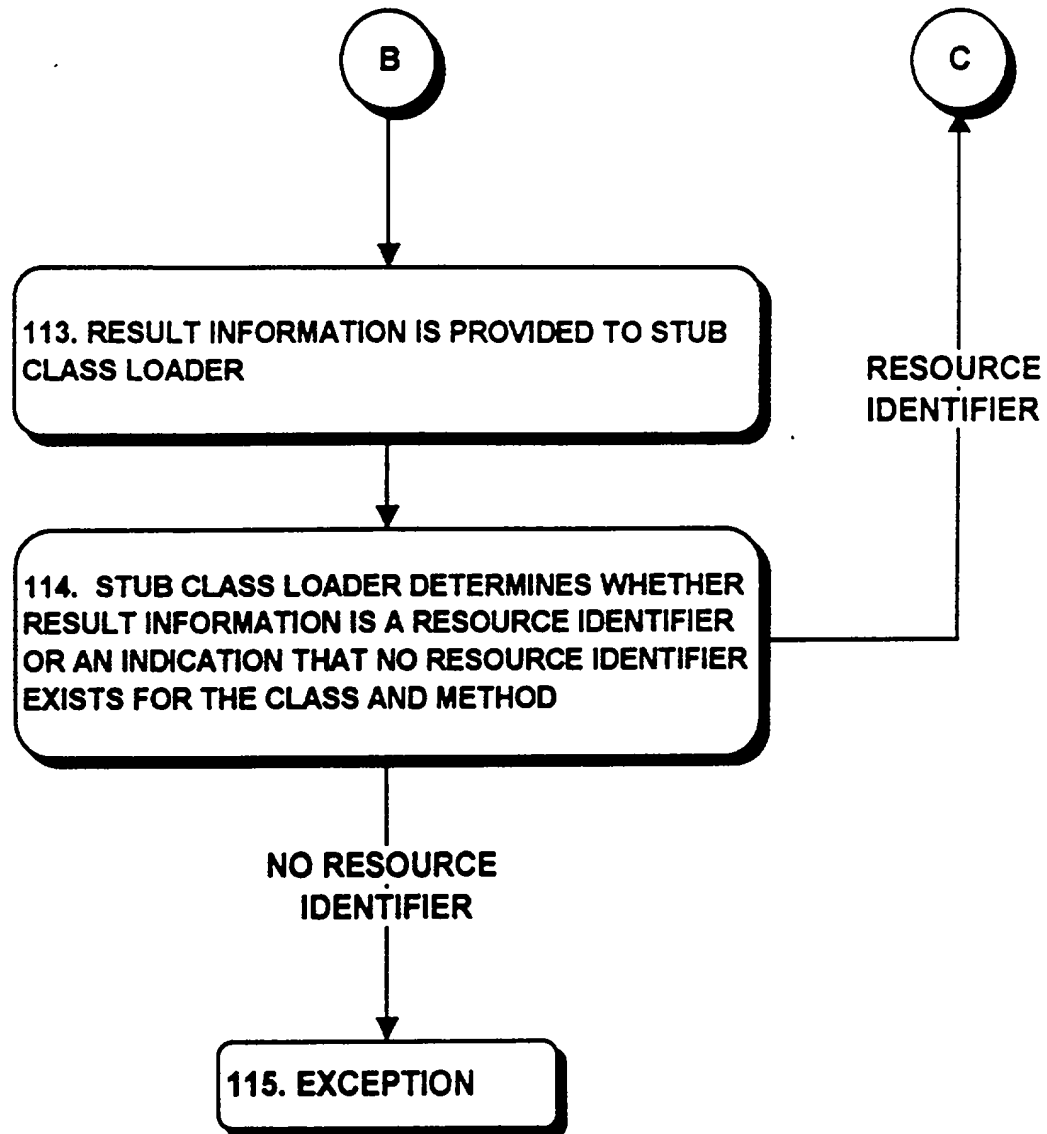 B
C
113. RESULT INFORMATION IS PROVIDED TO STUB
CLASS LOADER
RESOURCE
IDENTIFIER
114. STUB CLASS LOADER DETERMINES WHETHER
RESULT INFORMATION IS A RESOURCE IDENTIFIER
OR AN INDICATION THAT NO RESOURCE IDENTIFIER
EXISTS FOR THE CLASS AND METHOD
NO RESOURCE
IDENTIFIER
115. EXCEPTION